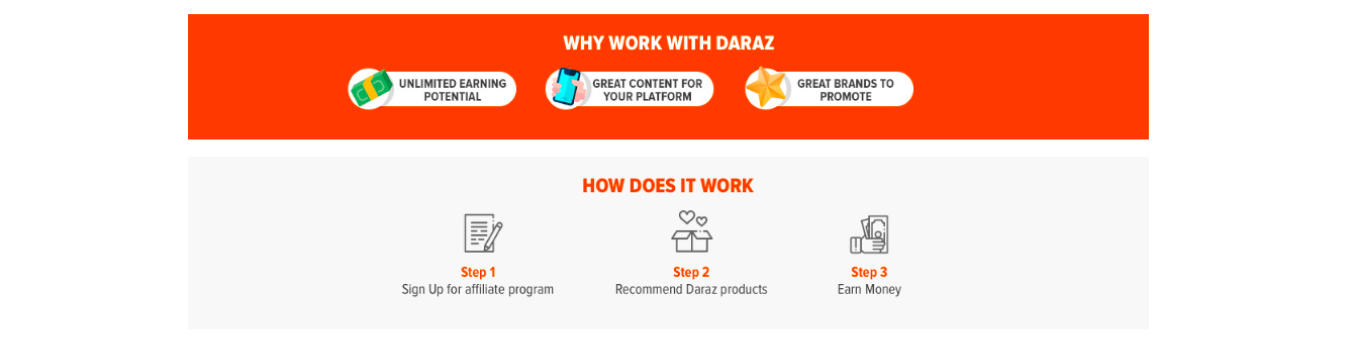 WHY WORK WITH DARAZ
UNLIMITED EARNING
POTENTIAL
GREAT CONTENT FOR
YOUR PLATFORM
GREAT BRANDS TO
PROMOTE
HOW DOES IT WORK
Step 1
Sign Up for affiliate program
Step 2
Recommend Daraz products
Step 3
Earn Money